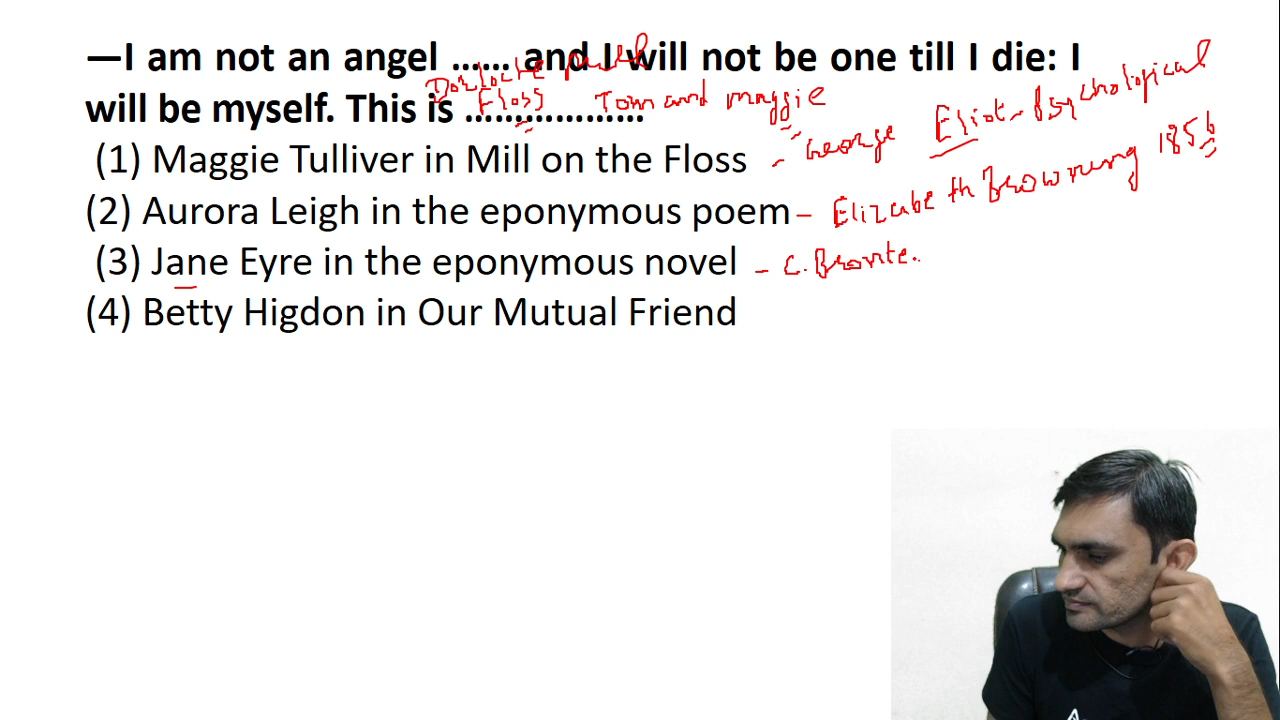 —I am not an angel ...... and I will not be one till I die: I
will be myself. This is ..................
Floss Tom and maggie
(1) Maggie Tulliver in Mill on the Floss - George Eliot - Psychological
(2) Aurora Leigh in the eponymous poem - Elizabeth Browning 1856
(3) Jane Eyre in the eponymous novel - C. Bronte.
(4) Betty Higdon in Our Mutual Friend